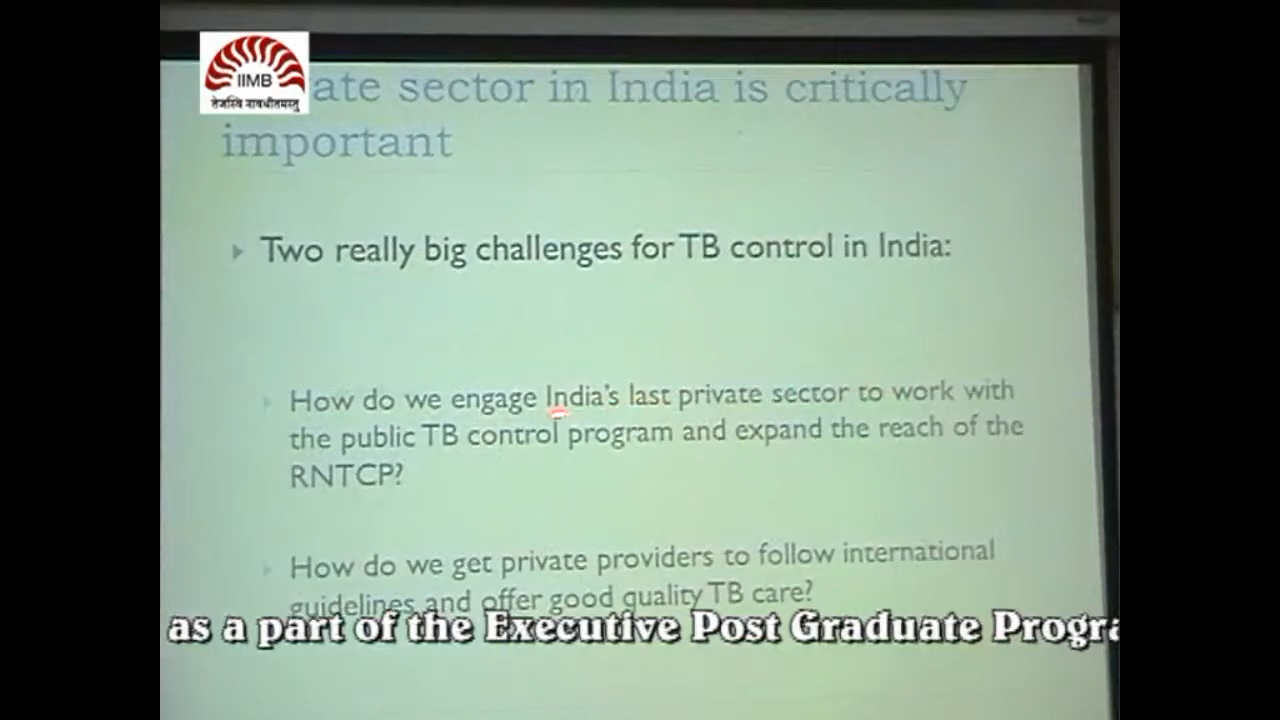 IIMB
तेजस्वि नावधीतमस्तु
ate sector in India is critically
important
Two really big challenges for TB control in India:
How do we engage India's last private sector to work with
the public TB control program and expand the reach of the
RNTCP?
How do we get private providers to follow international
guidelines and offer good quality TB care?
as a part of the Executive Post Graduate Progra